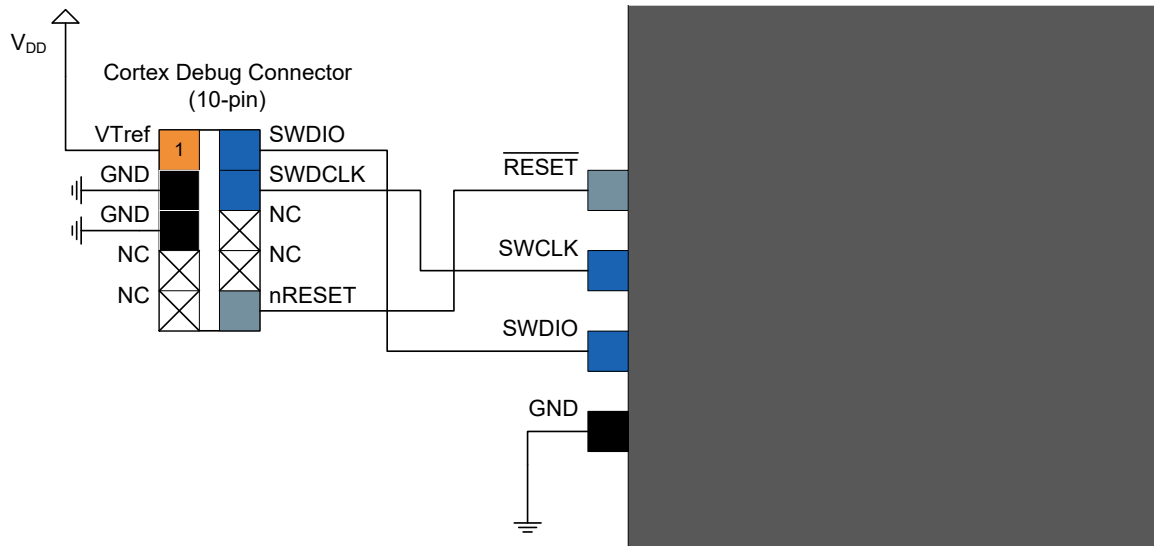 V_DD
Cortex Debug Connector
(10-pin)
VTref
1
SWDIO
GND
SWDCLK
GND
NC
NC
NC
NC
nRESET
RESET
SWCLK
SWDIO
GND